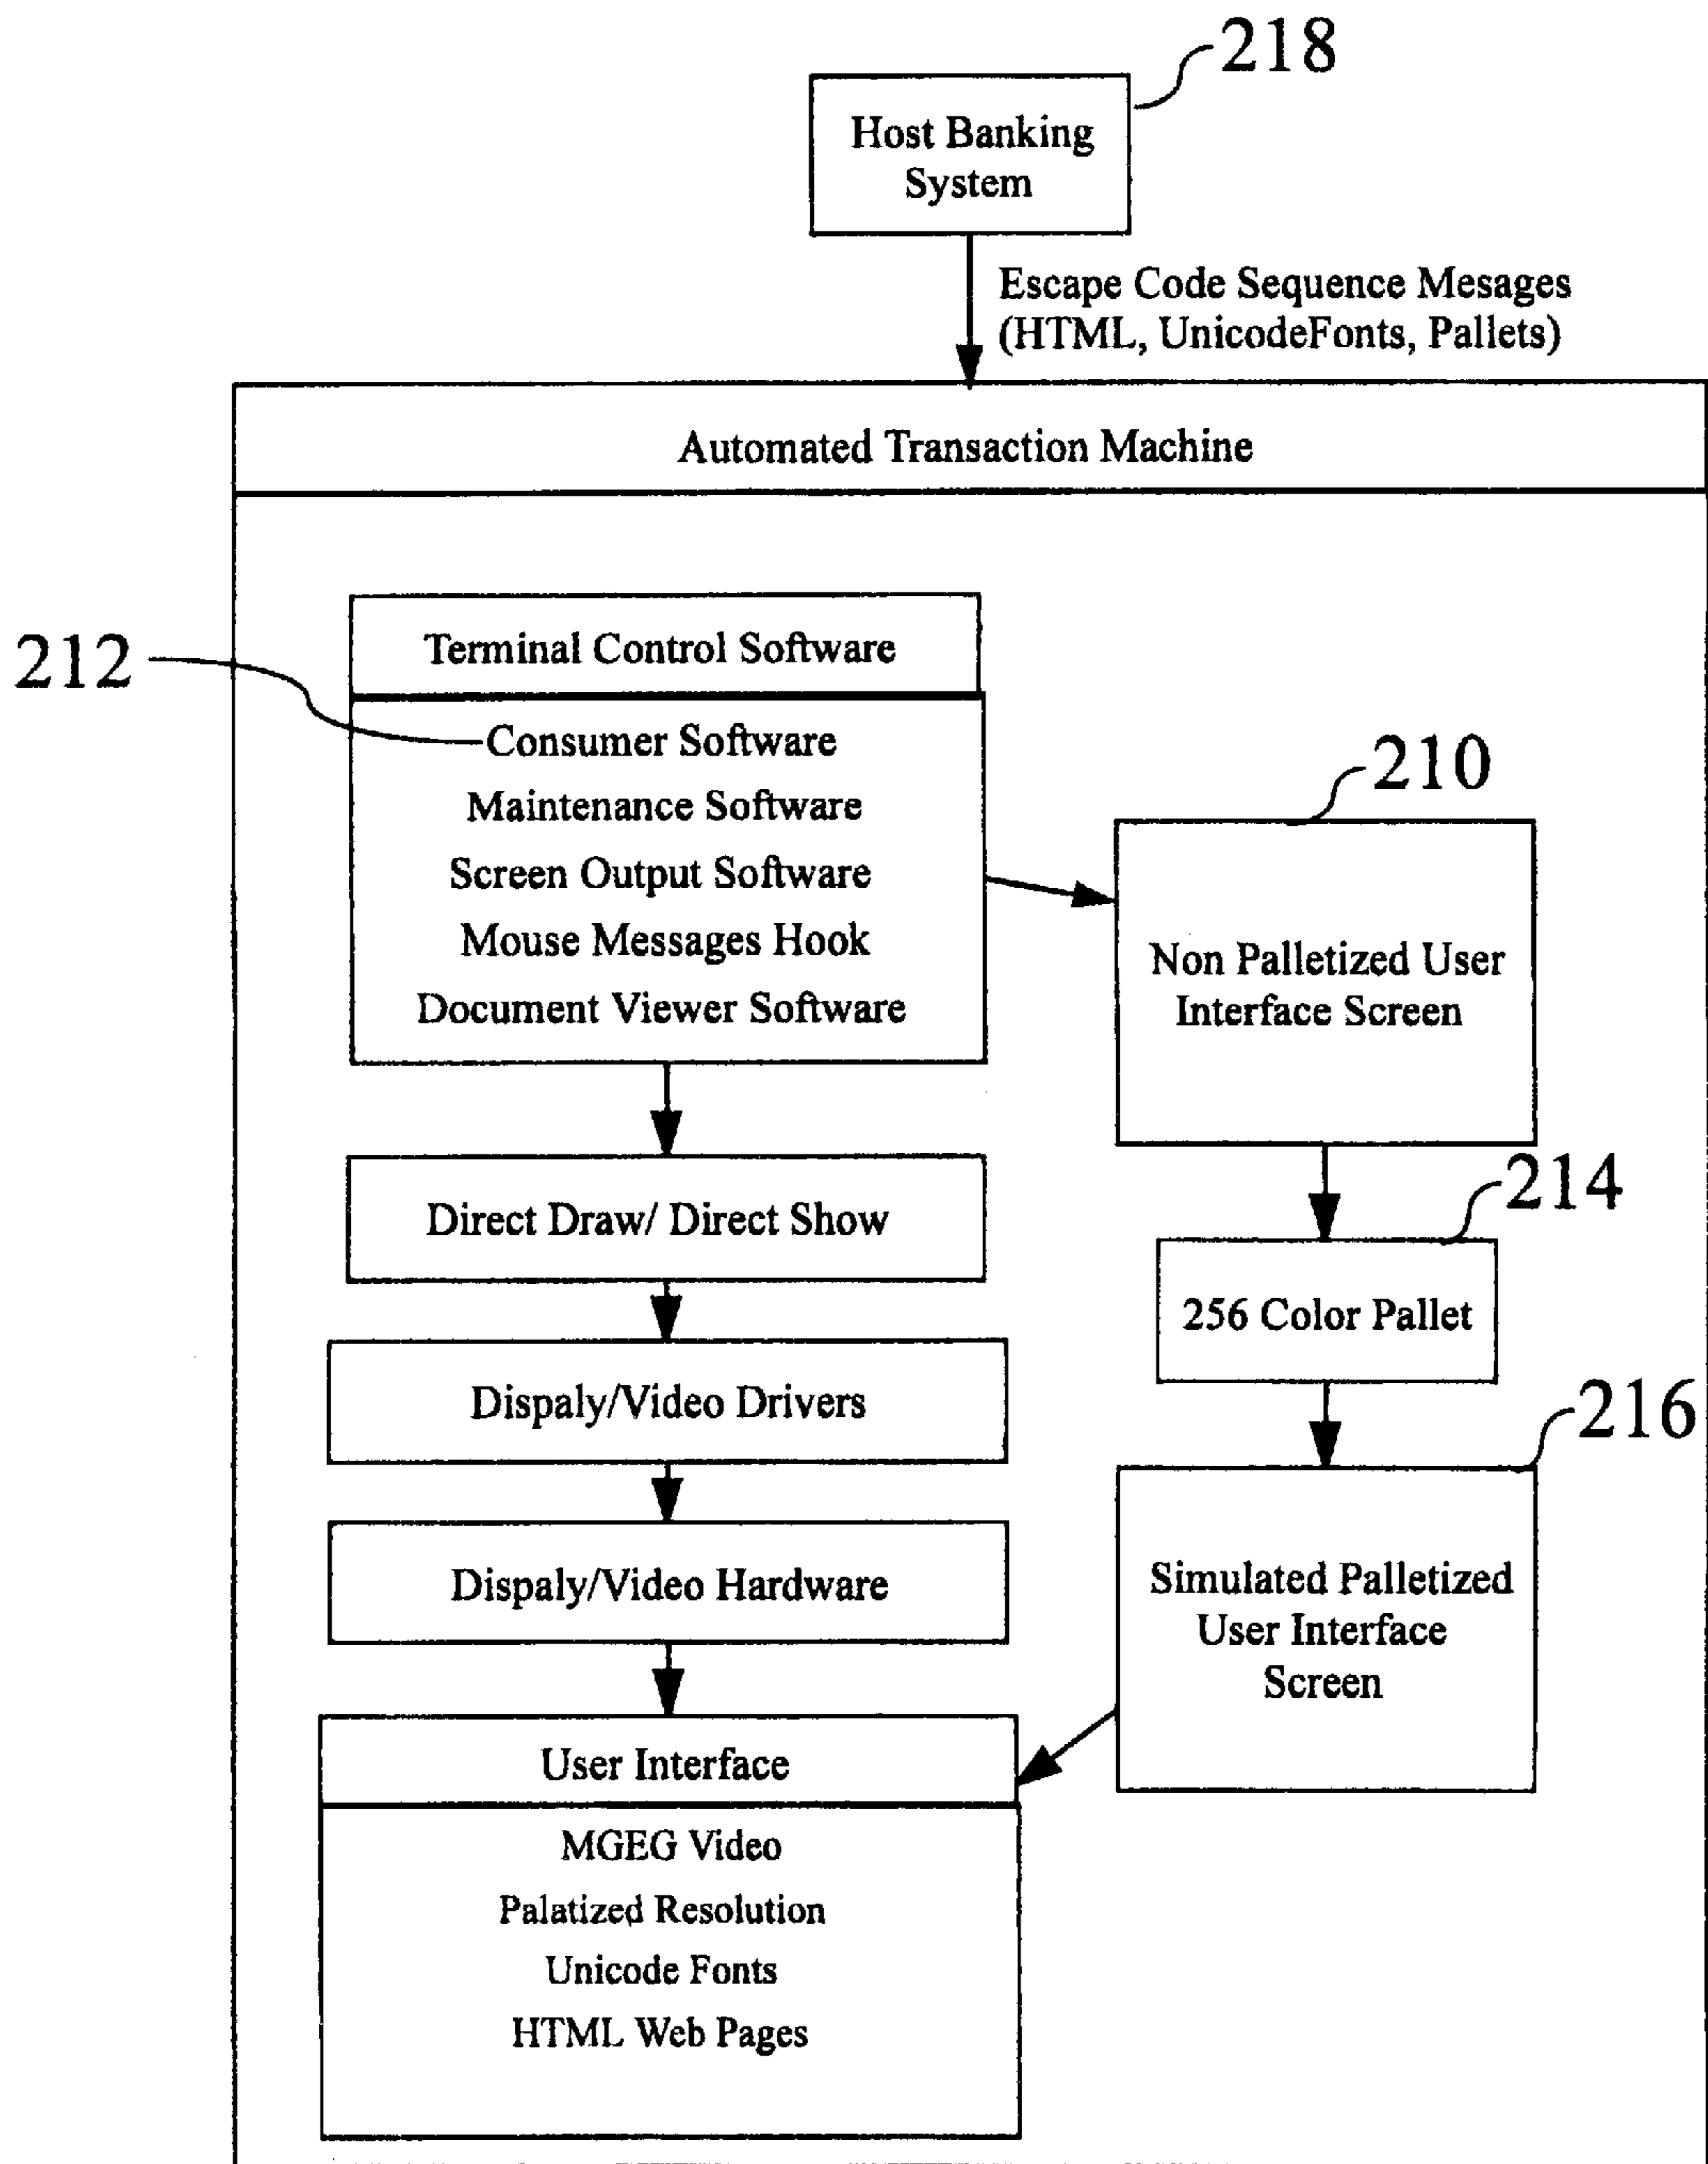 218
Host Banking
System
Escape Code Sequence Mesages
(HTML, UnicodeFonts, Pallets)
Automated Transaction Machine
212
Terminal Control Software
Consumer Software
Maintenance Software
Screen Output Software
Mouse Messages Hook
Document Viewer Software
210
Non Palletized User
Interface Screen
Direct Draw/ Direct Show
214
256 Color Pallet
Dispaly/Video Drivers
216
Dispaly/Video Hardware
Simulated Palletized
User Interface
Screen
User Interface
MGEG Video
Palatized Resolution
Unicode Fonts
HTML Web Pages